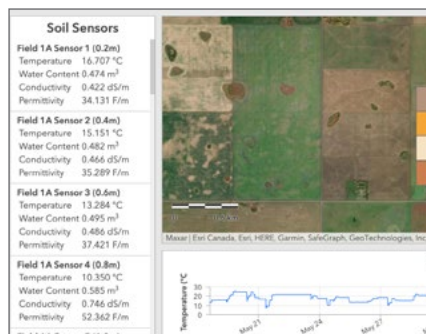 Soil Sensors
Field 1A Sensor 1 (0.2m)
Temperature 16.707 °C
Water Content 0.474 m³
Conductivity 0.422 dS/m
Permittivity 34.131 F/m
Field 1A Sensor 2 (0.4m)
Temperature 15.151 °C
Water Content 0.482 m³
Conductivity 0.466 dS/m
Permittivity 35.289 F/m
Field 1A Sensor 3 (0.6m)
Temperature 13.284 °C
Water Content 0.495 m³
Conductivity 0.486 dS/m
Permittivity 37.421 F/m
Field 1A Sensor 4 (0.8m)
Temperature 10.350 °C
Water Content 0.585 m³
Conductivity 0.746 dS/m
Permittivity 52.362 F/m
Maxar | Esri Canada, Esri, HERE, Garmin, SafeGraph, GeoTechnologies, Inc
Temperature (°C
30
20
10
0
May 21
May 24
May 27